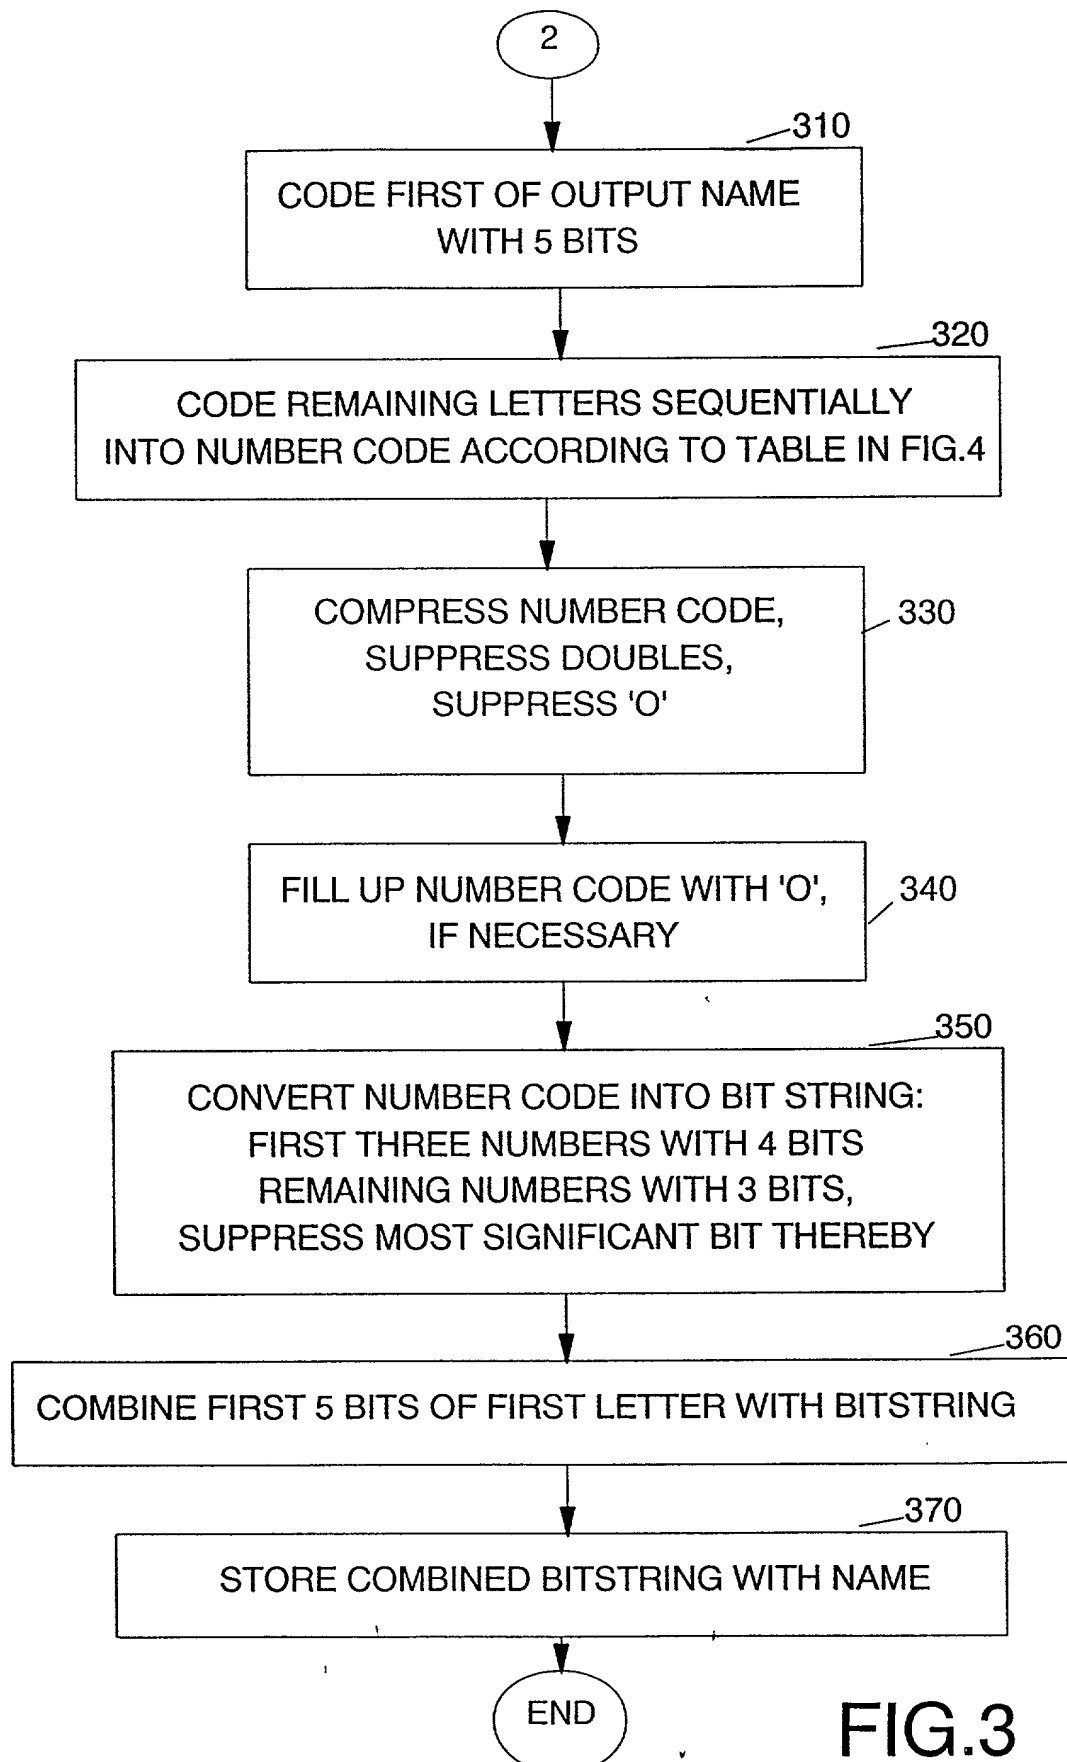 2
310
CODE FIRST OF OUTPUT NAME
WITH 5 BITS
320
CODE REMAINING LETTERS SEQUENTIALLY
INTO NUMBER CODE ACCORDING TO TABLE IN FIG.4
330
COMPRESS NUMBER CODE,
SUPPRESS DOUBLES,
SUPPRESS 'O'
340
FILL UP NUMBER CODE WITH 'O',
IF NECESSARY
350
CONVERT NUMBER CODE INTO BIT STRING:
FIRST THREE NUMBERS WITH 4 BITS
REMAINING NUMBERS WITH 3 BITS,
SUPPRESS MOST SIGNIFICANT BIT THEREBY
360
COMBINE FIRST 5 BITS OF FIRST LETTER WITH BITSTRING
370
STORE COMBINED BITSTRING WITH NAME
END
FIG.3